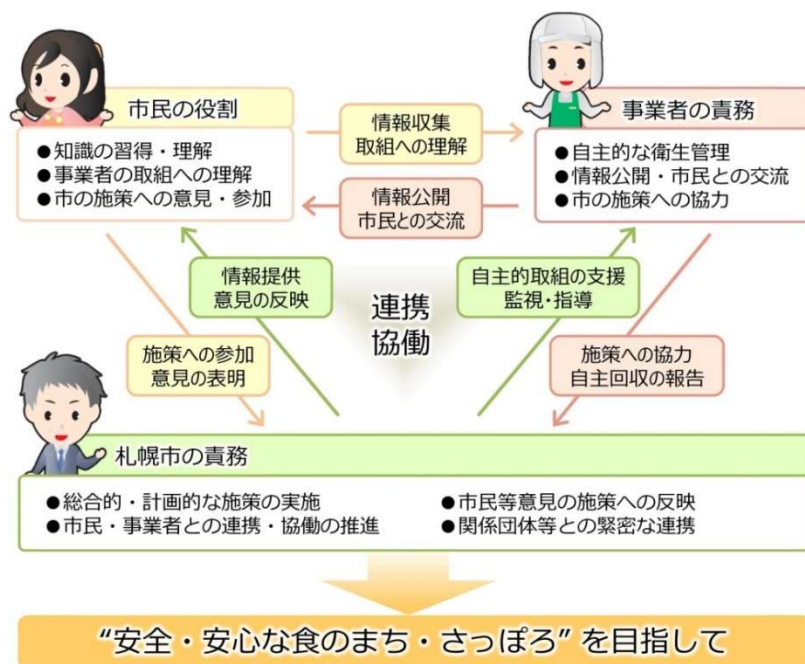 市民の役割
●知識の習得・理解
●事業者の取組への理解
●市の施策への意見・参加
情報収集
取組への理解
事業者の責務
●自主的な衛生管理
●情報公開・市民との交流
●市の施策への協力
情報公開
市民との交流
情報提供
意見の反映
連携
協働
自主的取組の支援
監視・指導
施策への参加
意見の表明
施策への協力
自主回収の報告
札幌市の責務
●総合的・計画的な施策の実施
●市民・事業者との連携・協働の推進
●市民等意見の施策への反映
●関係団体等との緊密な連携
“安全・安心な食のまち・さっぽろ”を目指して